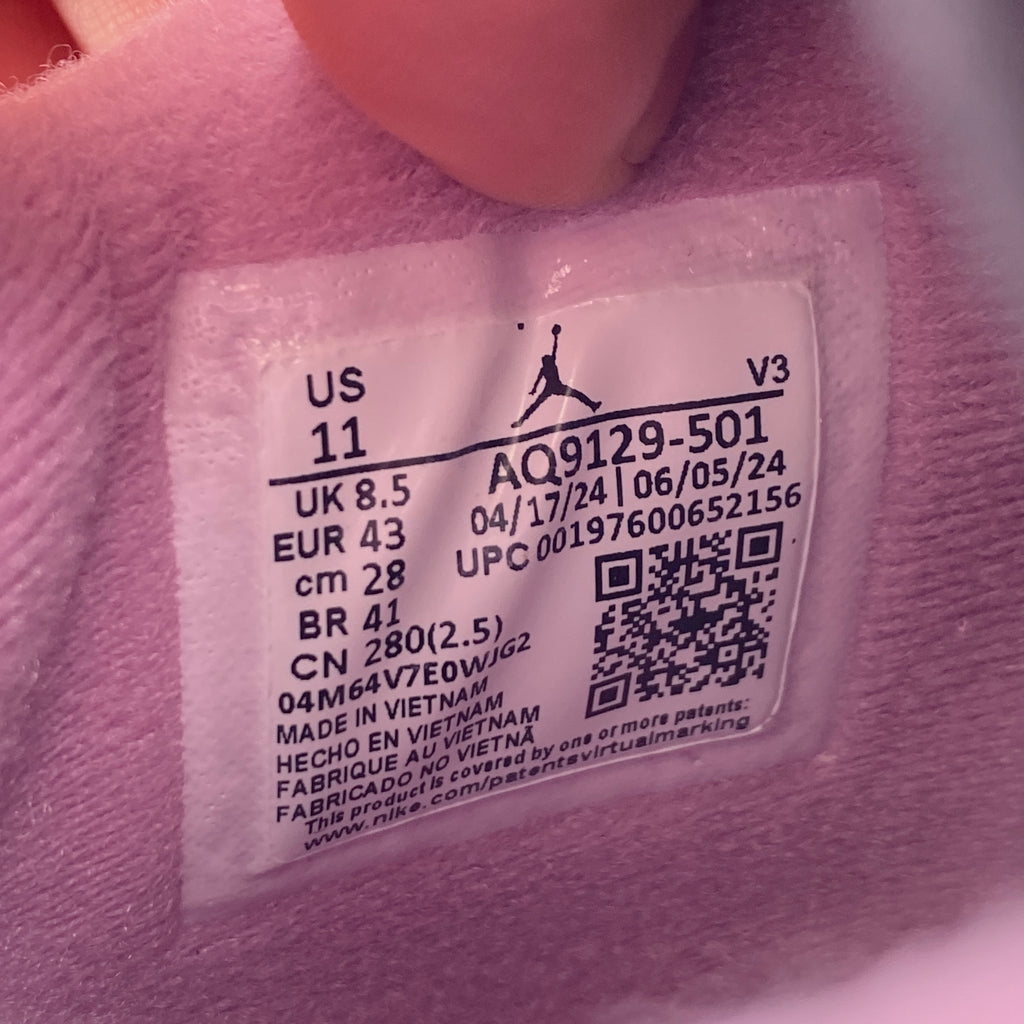 US
11
V3
UK 8.5
EUR 43
cm 28
BR 41
CN 280(2.5)
AQ9129-501
04/17/24 | 06/05/24
UPC 00197600652156
04M64V7E0WJG2
MADE IN VIETNAM
HECHO EN VIETNAM
FABRIQUE AU VIETNAM
FABRICADO NO VIETNÃ
This product is covered by one or more patents:
www.nike.com/patentsvirtualmarking